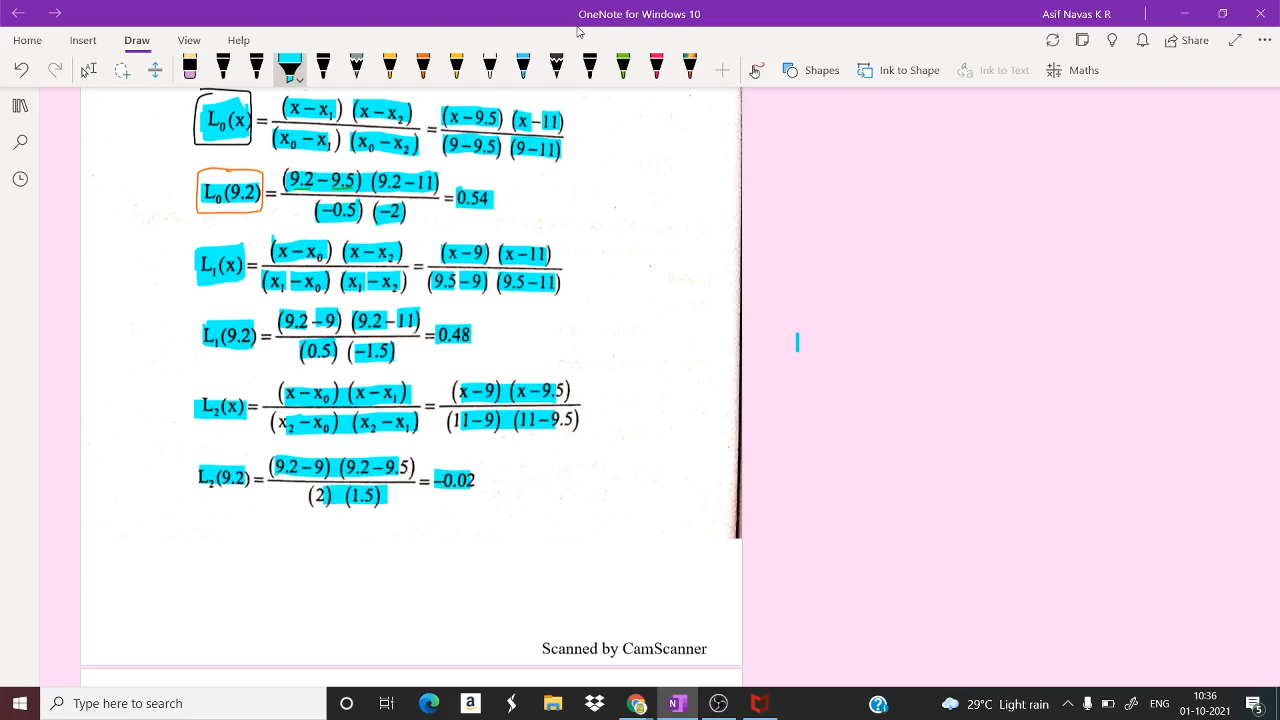 OneNote for Windows 10
Asif Navas K R
Home Insert Draw View Help
Share
Shapes Ink to Shape Ink to Text Maths
L₀(x) = (x−x₁) (x−x₂) / (x₀−x₁) (x₀−x₂) = (x−9.5) (x−11) / (9−9.5) (9−11)
L₀(9.2) = (9.2−9.5) (9.2−11) / (−0.5) (−2) = 0.54
L₁(x) = (x−x₀) (x−x₂) / (x₁−x₀) (x₁−x₂) = (x−9) (x−11) / (9.5−9) (9.5−11)
L₁(9.2) = (9.2−9) (9.2−11) / (0.5) (−1.5) = 0.48
L₂(x) = (x−x₀) (x−x₁) / (x₂−x₀) (x₂−x₁) = (x−9) (x−9.5) / (11−9) (11−9.5)
L₂(9.2) = (9.2−9) (9.2−9.5) / (2) (1.5) = −0.02
Scanned by CamScanner
Type here to search
29°C Light rain
ENG
10:36
01-10-2021
5